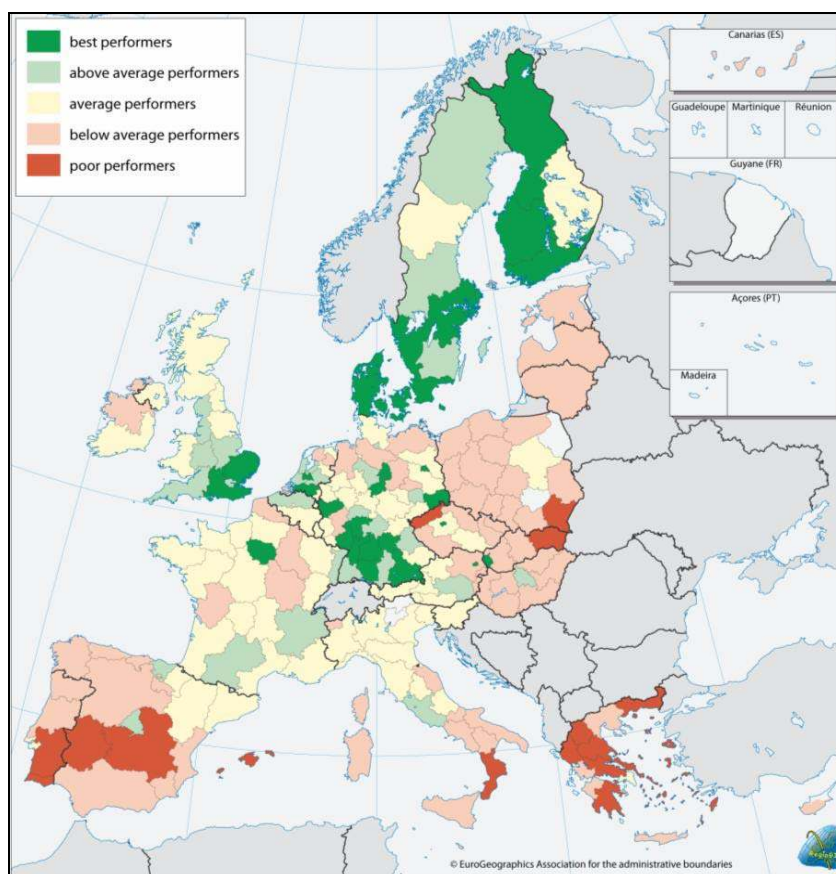 best performers
above average performers
average performers
below average performers
poor performers
Canarias (ES)
Guadeloupe
Martinique
Réunion
Guyane (FR)
Açores (PT)
Madeira
© EuroGeographics Association for the administrative boundaries